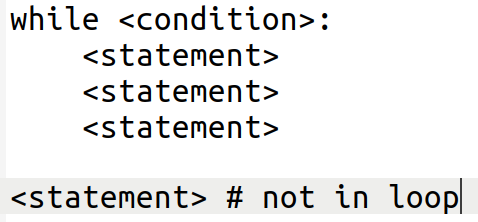 while <condition>:
    <statement>
    <statement>
    <statement>

<statement> # not in loop